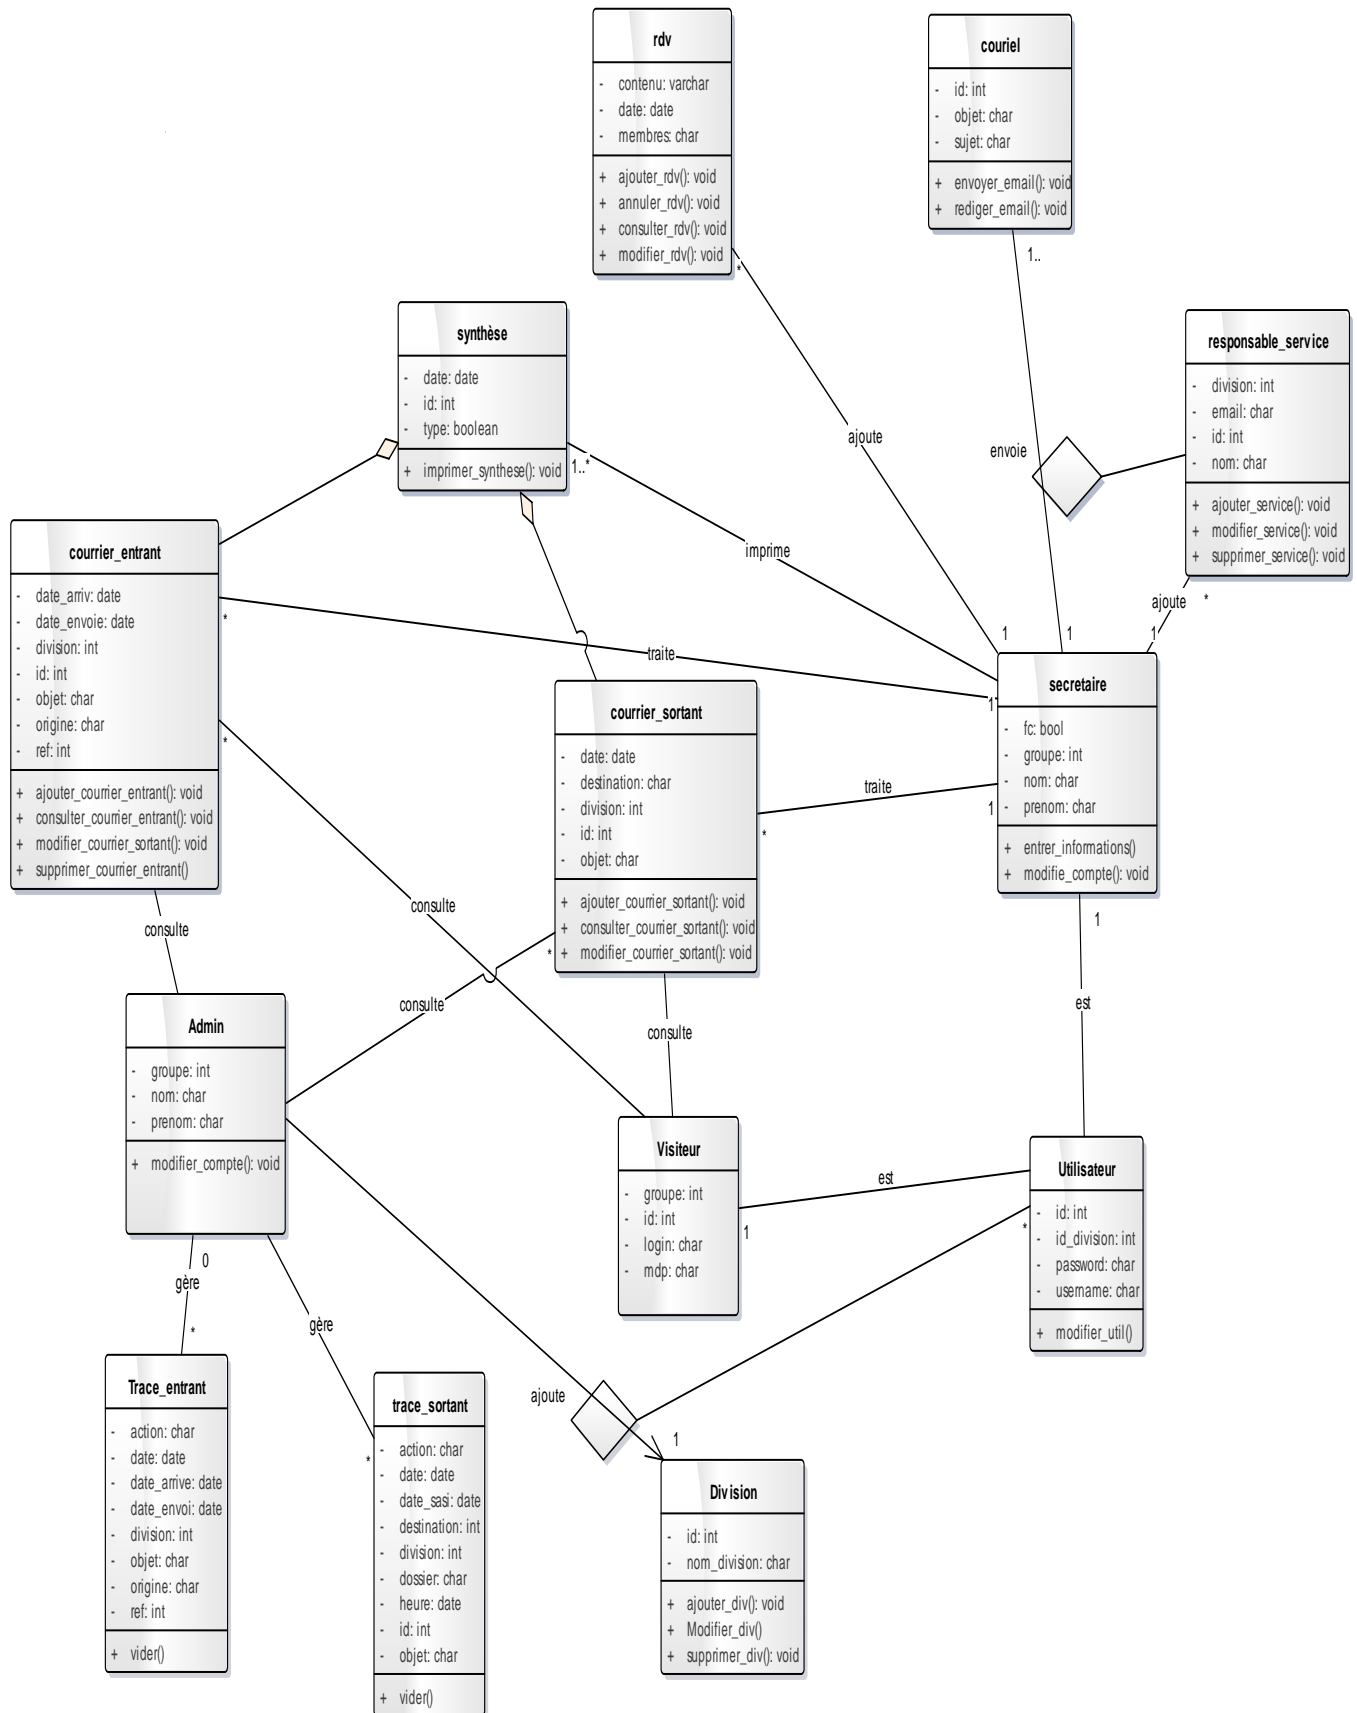 rdv
- contenu: varchar
- date: date
- membres: char
+ ajouter_rdv(): void
+ annuler_rdv(): void
+ consulter_rdv(): void
+ modifier_rdv(): void
*
couriel
- id: int
- objet: char
- sujet: char
+ envoyer_email(): void
+ rediger_email(): void
1..
synthèse
- date: date
- id: int
- type: boolean
+ imprimer_synthese(): void
1..*
responsable_service
- division: int
- email: char
- id: int
- nom: char
+ ajouter_service(): void
+ modifier_service(): void
+ supprimer_service(): void
ajoute
envoie
imprime
ajoute
*
1
1
1
courrier_entrant
- date_arriv: date
- date_envoie: date
- division: int
- id: int
- objet: char
- origine: char
- ref: int
+ ajouter_courrier_entrant(): void
+ consulter_courrier_entrant(): void
+ modifier_courrier_sortant(): void
+ supprimer_courrier_entrant()
*
*
traite
1
courrier_sortant
- date: date
- destination: char
- division: int
- id: int
- objet: char
+ ajouter_courrier_sortant(): void
+ consulter_courrier_sortant(): void
+ modifier_courrier_sortant(): void
*
*
traite
1
secretaire
- fc: bool
- groupe: int
- nom: char
- prenom: char
+ entrer_informations()
+ modifie_compte(): void
1
consulte
consulte
consulte
consulte
est
Admin
- groupe: int
- nom: char
- prenom: char
+ modifier_compte(): void
Visiteur
- groupe: int
- id: int
- login: char
- mdp: char
1
est
Utilisateur
- id: int
- id_division: int
- password: char
- username: char
+ modifier_util()
*
0
gère
*
gère
*
ajoute
1
Trace_entrant
- action: char
- date: date
- date_arrive: date
- date_envoi: date
- division: int
- objet: char
- origine: char
- ref: int
+ vider()
trace_sortant
- action: char
- date: date
- date_sasi: date
- destination: int
- division: int
- dossier: char
- heure: date
- id: int
- objet: char
+ vider()
Division
- id: int
- nom_division: char
+ ajouter_div(): void
+ Modifier_div()
+ supprimer_div(): void